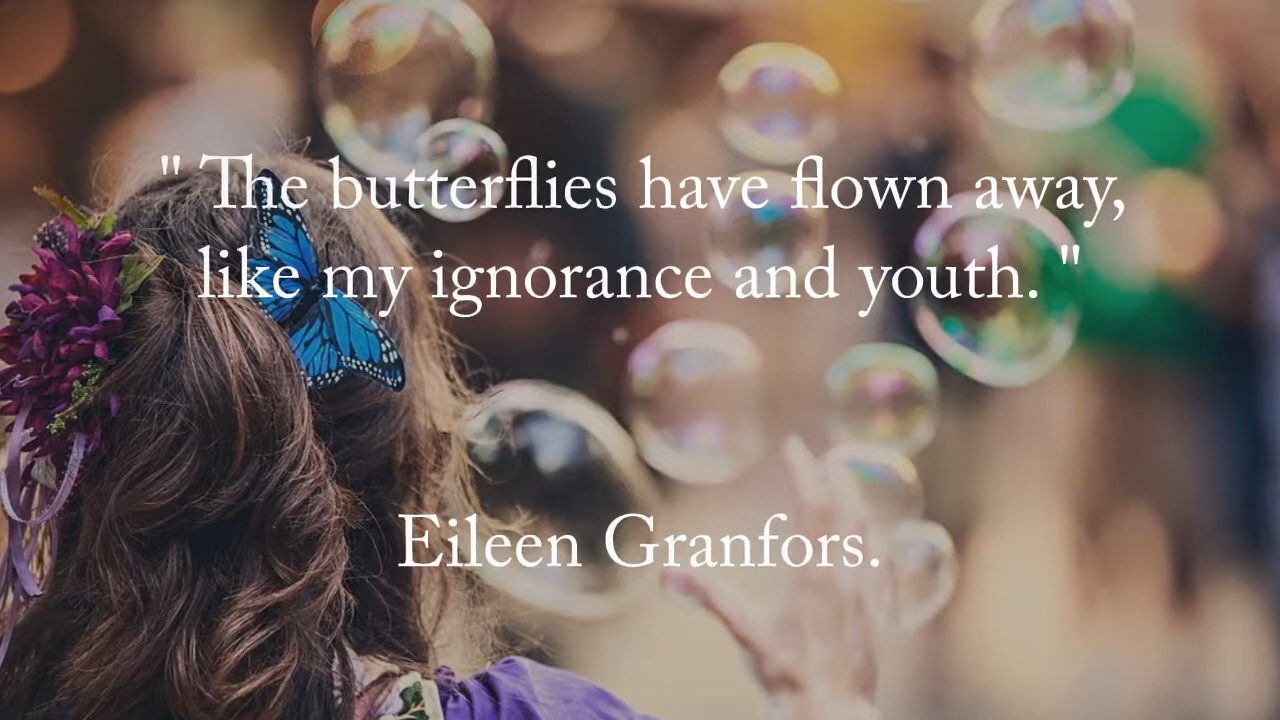 " The butterflies have flown away,
like my ignorance and youth. "
Eileen Granfors.